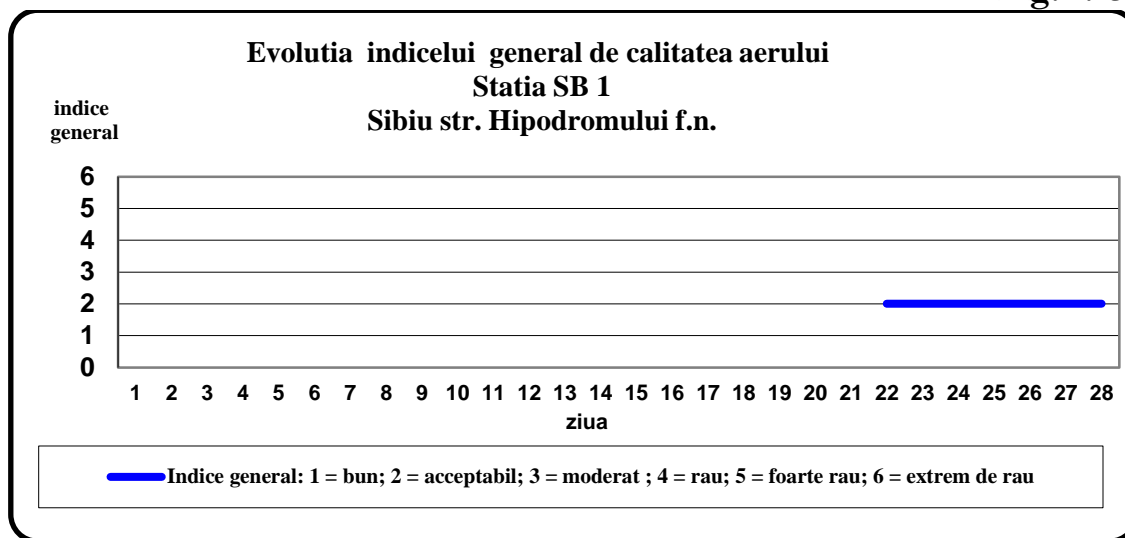 Evolutia indicelui general de calitatea aerului
Statia SB 1
Sibiu str. Hipodromului f.n.
indice
general
6
5
4
3
2
1
0
1 2 3 4 5 6 7 8 9 10 11 12 13 14 15 16 17 18 19 20 21 22 23 24 25 26 27 28
ziua
Indice general: 1 = bun; 2 = acceptabil; 3 = moderat ; 4 = rau; 5 = foarte rau; 6 = extrem de rau